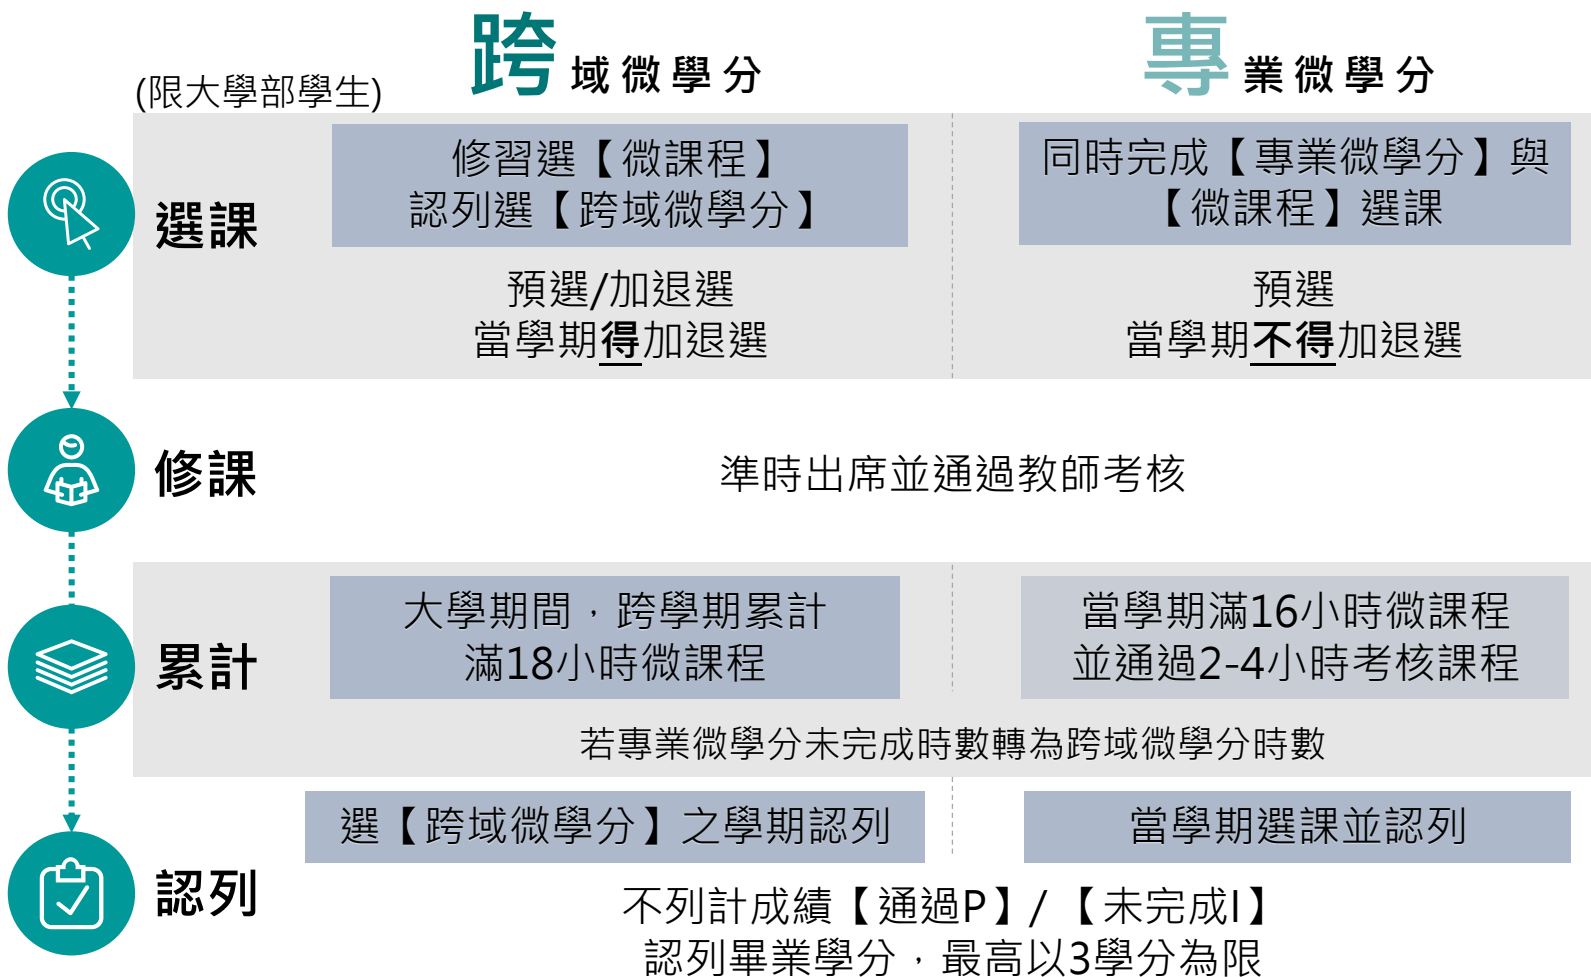 (限大學部學生)
跨域微學分
專業微學分
選課
修習選【微課程】
認列選【跨域微學分】
預選/加退選
當學期得加退選
同時完成【專業微學分】與
【微課程】選課
預選
當學期不得加退選
修課
準時出席並通過教師考核
累計
大學期間，跨學期累計
滿18小時微課程
當學期滿16小時微課程
並通過2-4小時考核課程
若專業微學分未完成時數轉為跨域微學分時數
認列
選【跨域微學分】之學期認列
當學期選課並認列
不列計成績【通過P】/【未完成I】
認列畢業學分，最高以3學分為限